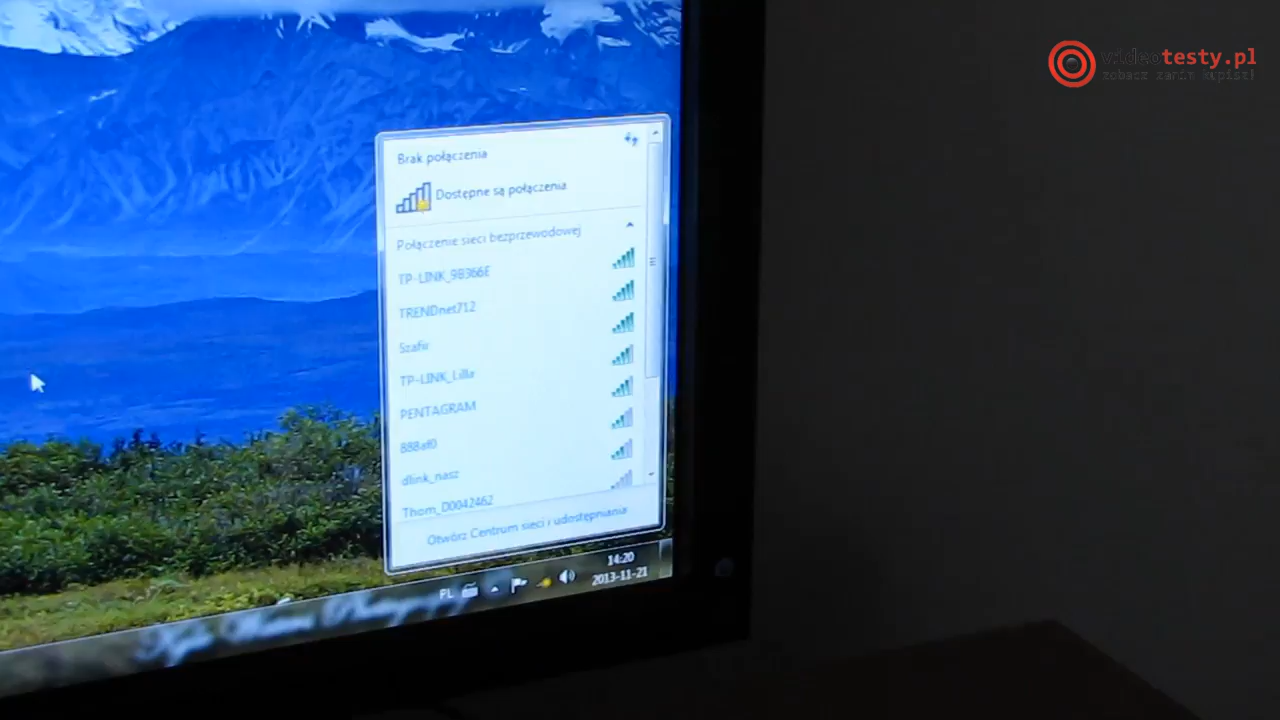 videotesty.pl
zobacz zanim kupisz!
Brak połączenia
Dostępne są połączenia
Połączenie sieci bezprzewodowej
TP-LINK_9B366E
TRENDnet712
Szafir
TP-LINK_Lilla
PENTAGRAM
888af0
dlink_nasz
Thom_D0042462
Otwórz Centrum sieci i udostępniania
PL
14:20
2013-11-21
Photography